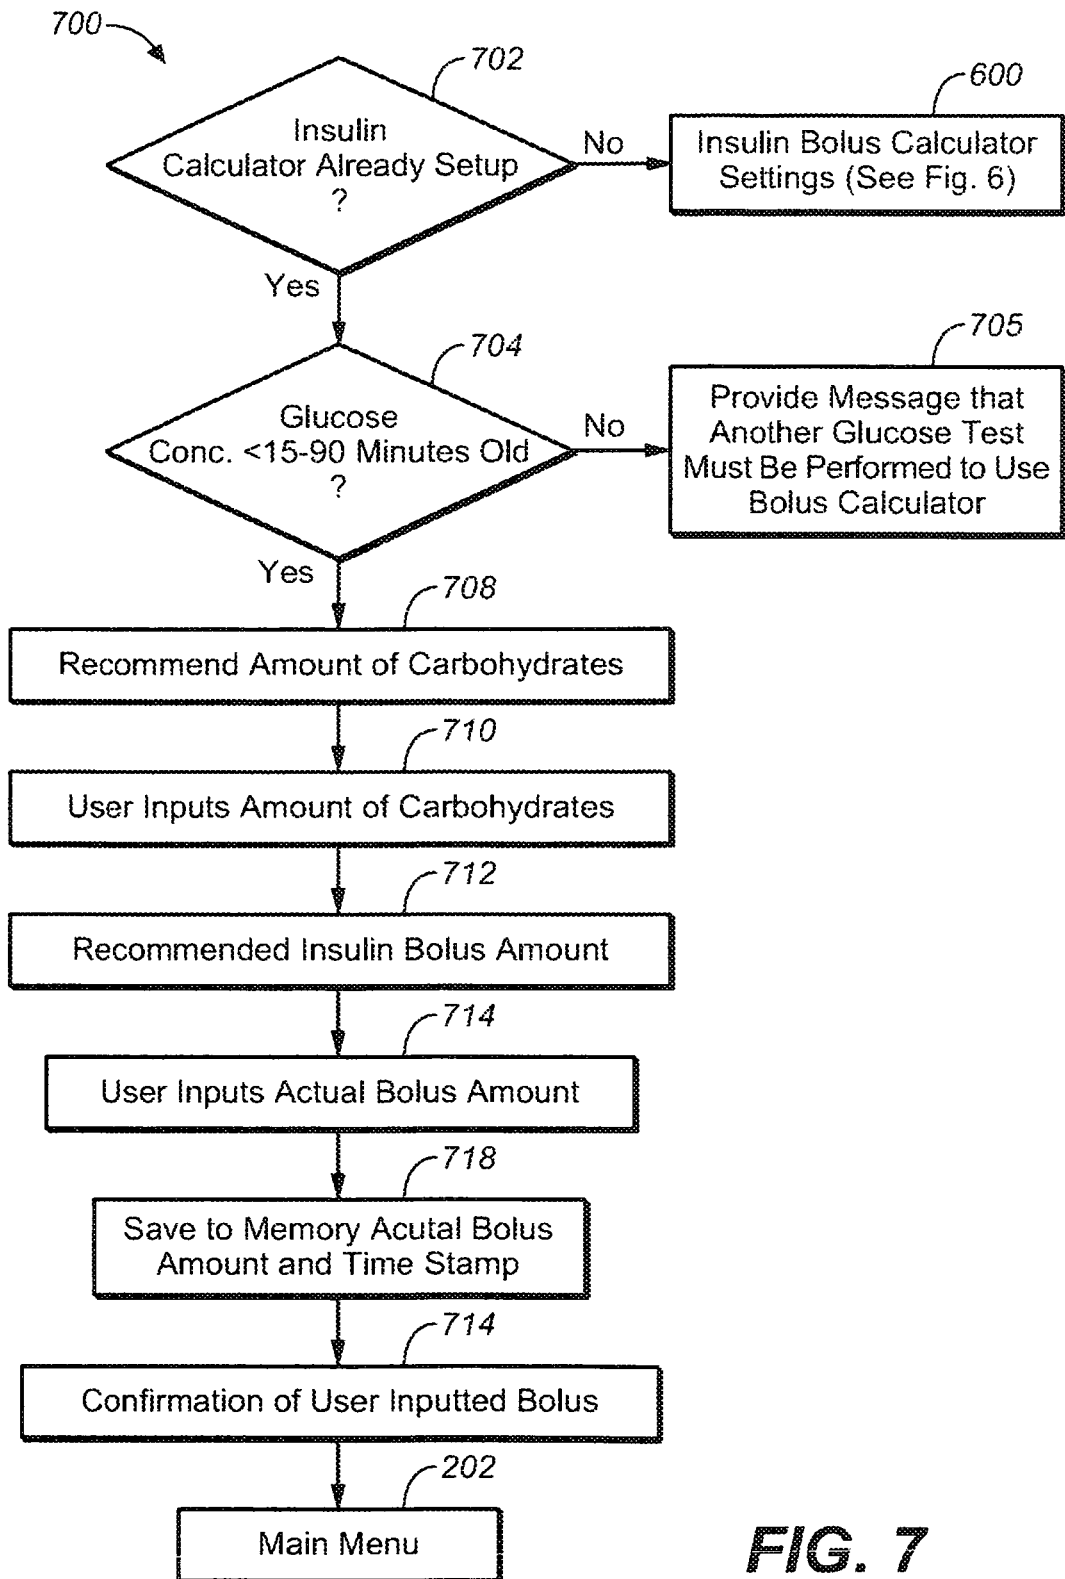 700
702
Insulin
Calculator Already Setup
?
No
600
Insulin Bolus Calculator
Settings (See Fig. 6)
Yes
704
Glucose
Conc. <15-90 Minutes Old
?
No
705
Provide Message that
Another Glucose Test
Must Be Performed to Use
Bolus Calculator
Yes
708
Recommend Amount of Carbohydrates
710
User Inputs Amount of Carbohydrates
712
Recommended Insulin Bolus Amount
714
User Inputs Actual Bolus Amount
718
Save to Memory Acutal Bolus
Amount and Time Stamp
714
Confirmation of User Inputted Bolus
202
Main Menu
FIG. 7